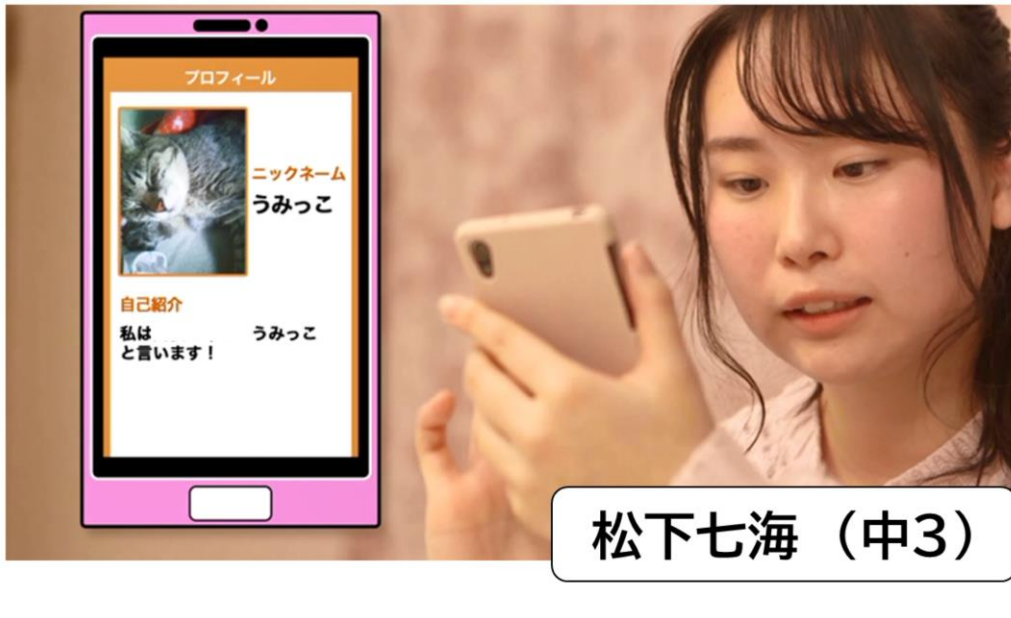 プロフィール
ニックネーム
うみっこ
自己紹介
私は うみっこ
と言います！
松下七海（中3）